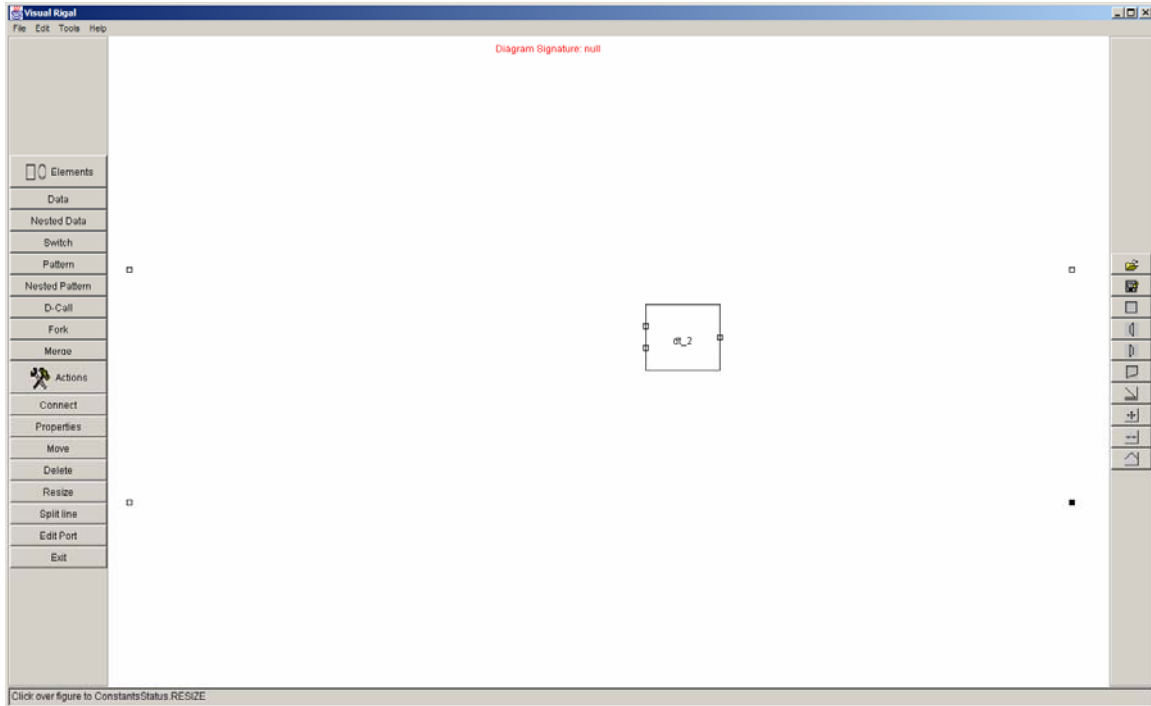 Visual Rigal
File Edit Tools Help
Diagram Signature: null
Elements
Data
Nested Data
Switch
Pattern
Nested Pattern
D-Call
Fork
Merge
Actions
Connect
Properties
Move
Delete
Resize
Split line
Edit Port
Exit
dt_2
Click over figure to ConstantsStatus.RESIZE